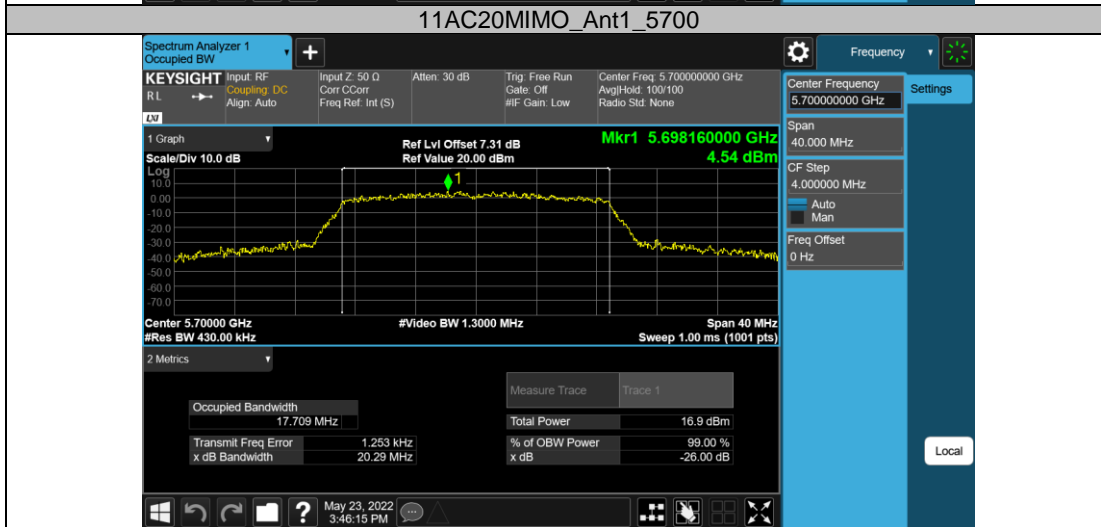 11AC20MIMO_Ant1_5700
Spectrum Analyzer 1
Occupied BW
Frequency
KEYSIGHT
RL
LXI
Input: RF
Coupling: DC
Align: Auto
Input Z: 50 Ω
Corr CCorr
Freq Ref: Int (S)
Atten: 30 dB
Trig: Free Run
Gate: Off
#IF Gain: Low
Center Freq: 5.700000000 GHz
Avg|Hold: 100/100
Radio Std: None
Center Frequency
5.700000000 GHz
Settings
Span
40.000 MHz
CF Step
4.000000 MHz
Auto
Man
Freq Offset
0 Hz
1 Graph
Scale/Div 10.0 dB
Ref Lvl Offset 7.31 dB
Ref Value 20.00 dBm
Mkr1 5.698160000 GHz
4.54 dBm
Log
10.0
0.00
-10.0
-20.0
-30.0
-40.0
-50.0
-60.0
-70.0
1
Center 5.70000 GHz
#Video BW 1.3000 MHz
Span 40 MHz
#Res BW 430.00 kHz
Sweep 1.00 ms (1001 pts)
2 Metrics
Measure Trace Trace 1
Occupied Bandwidth
17.709 MHz
Total Power 16.9 dBm
Transmit Freq Error 1.253 kHz
% of OBW Power 99.00 %
x dB Bandwidth 20.29 MHz
x dB -26.00 dB
Local
?
May 23, 2022
3:46:15 PM